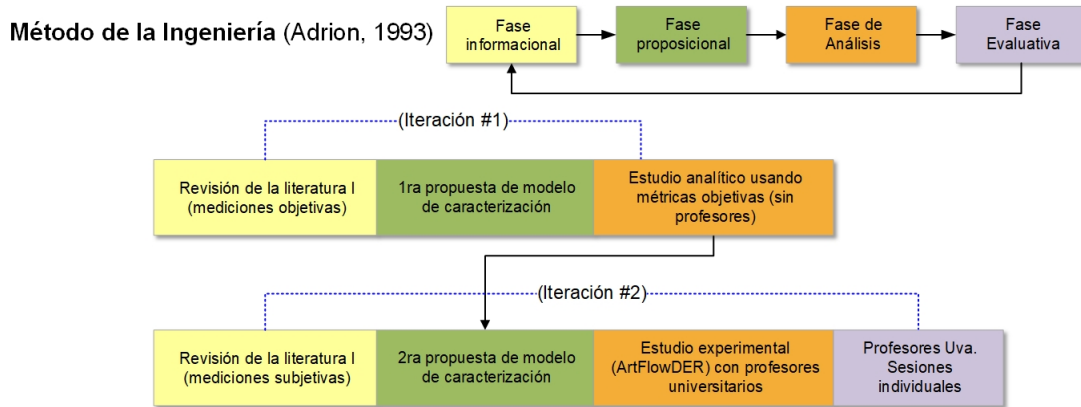 Método de la Ingeniería (Adrion, 1993)
Fase
informacional
Fase
proposicional
Fase de
Análisis
Fase
Evaluativa
(Iteración #1)
Revisión de la literatura I
(mediciones objetivas)
1ra propuesta de modelo
de caracterización
Estudio analítico usando
métricas objetivas (sin
profesores)
(Iteración #2)
Revisión de la literatura I
(mediciones subjetivas)
2ra propuesta de modelo
de caracterización
Estudio experimental
(ArtFlowDER) con profesores
universitarios
Profesores Uva.
Sesiones
individuales